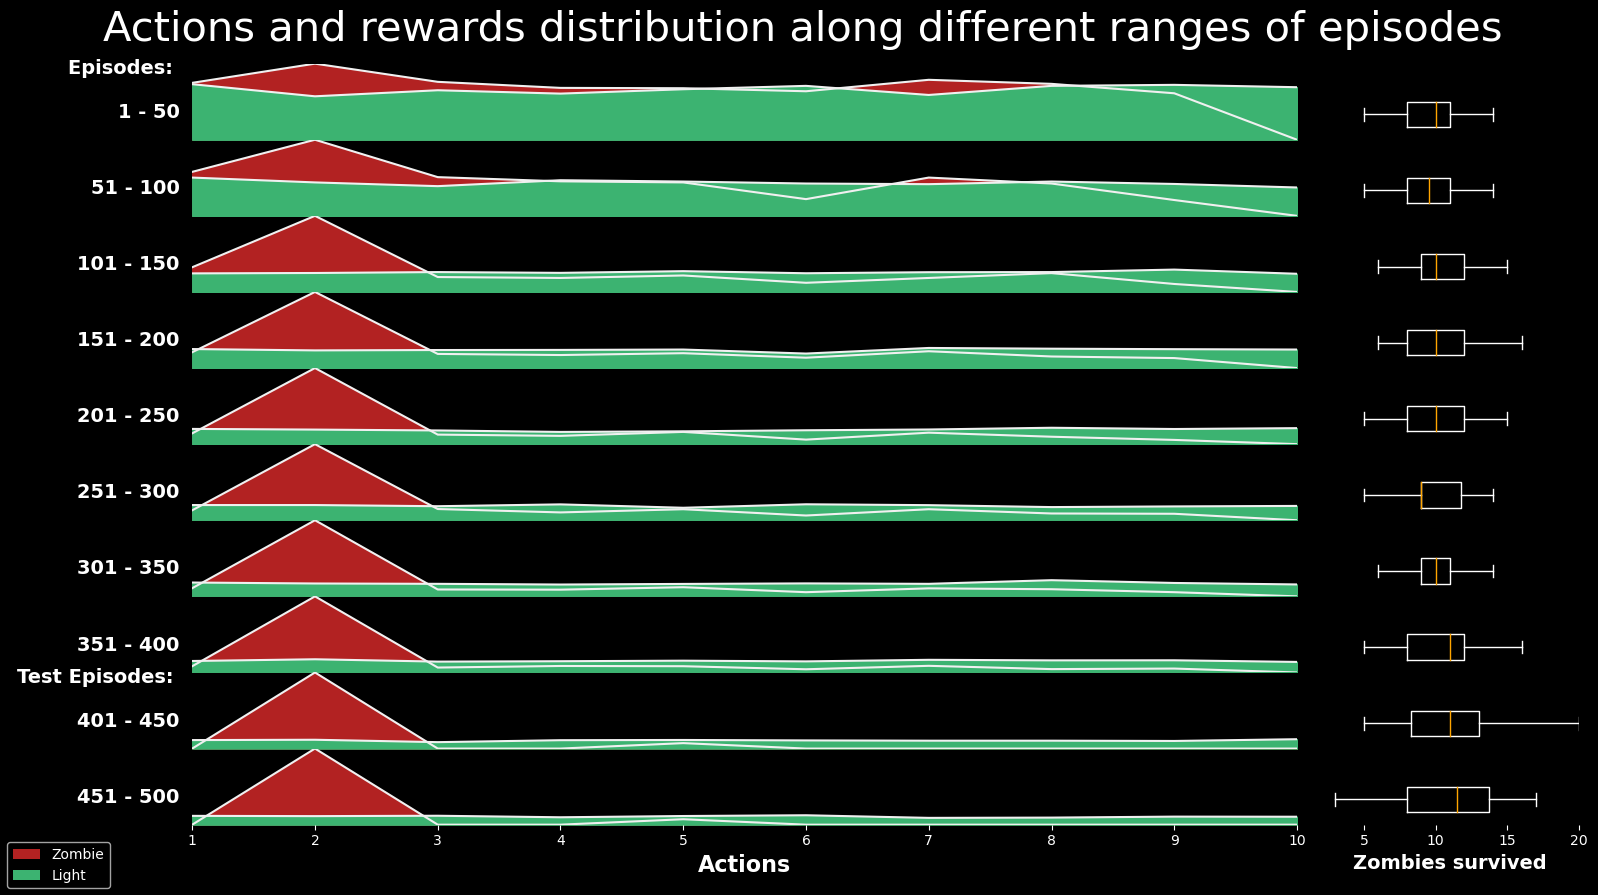 Actions and rewards distribution along different ranges of episodes
Episodes:
1 - 50
51 - 100
101 - 150
151 - 200
201 - 250
251 - 300
301 - 350
351 - 400
Test Episodes:
401 - 450
451 - 500
1 2 3 4 5 6 7 8 9 10
5 10 15 20
Actions
Zombies survived
Zombie
Light